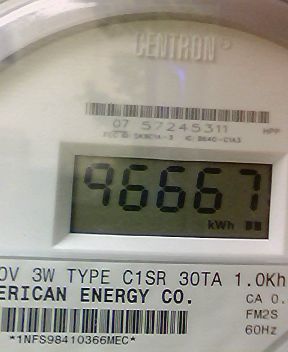 CENTRON
07 57245311 HPP
96667
kWh
0V 3W TYPE C1SR 30TA 1.0Kh
ERICAN ENERGY CO. CA 0.
FM2S
60Hz
*1NFS98410366MEC*